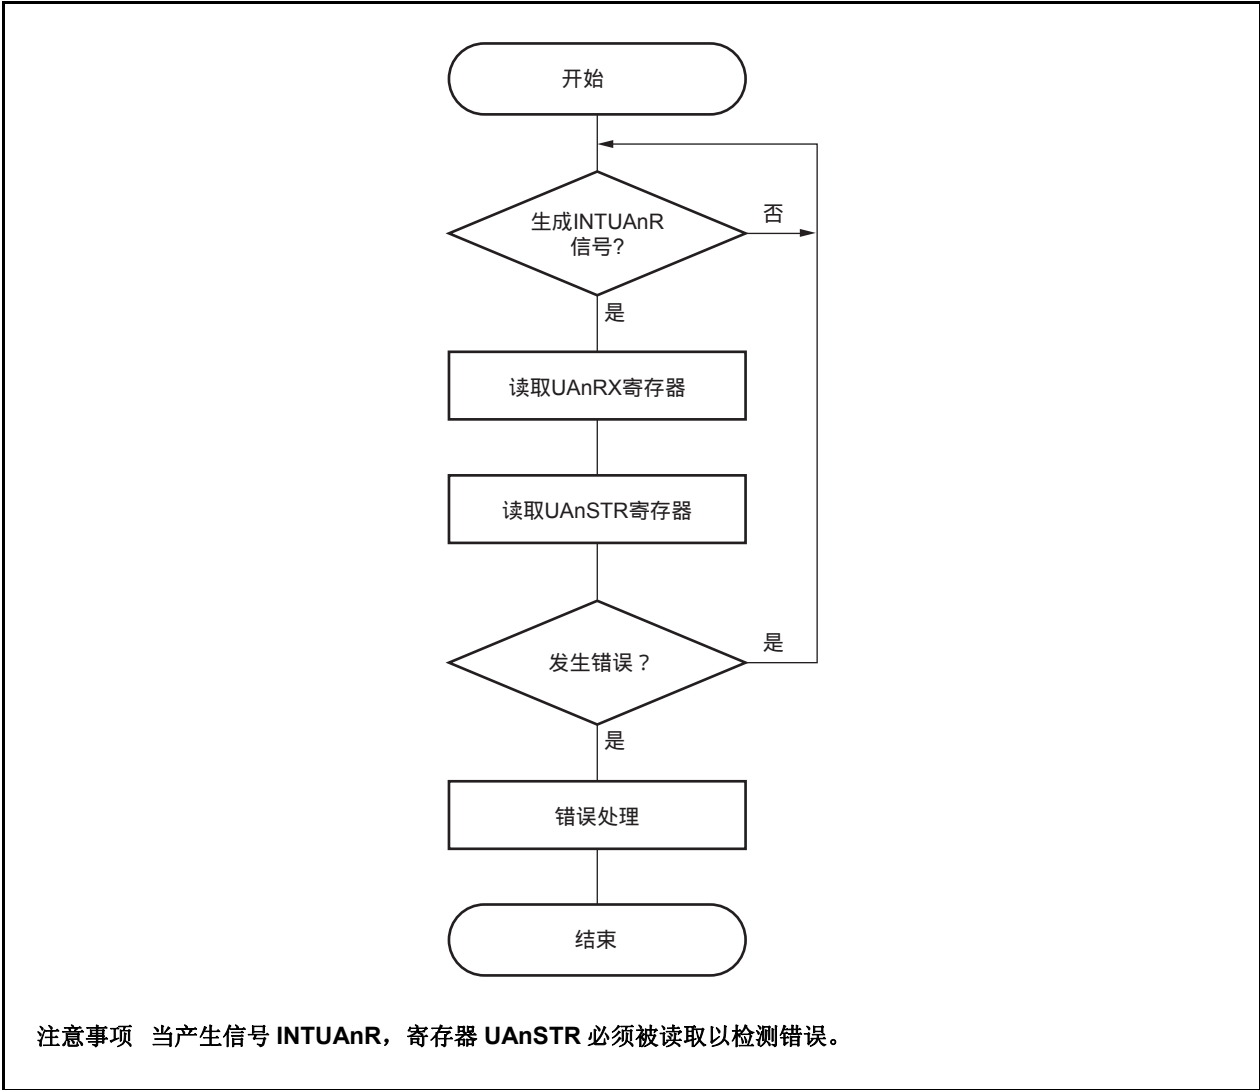 开始
生成INTUAnR
信号?
否
是
读取UAnRX寄存器
读取UAnSTR寄存器
发生错误？
是
是
错误处理
结束
注意事项 当产生信号 INTUAnR，寄存器 UAnSTR 必须被读取以检测错误。